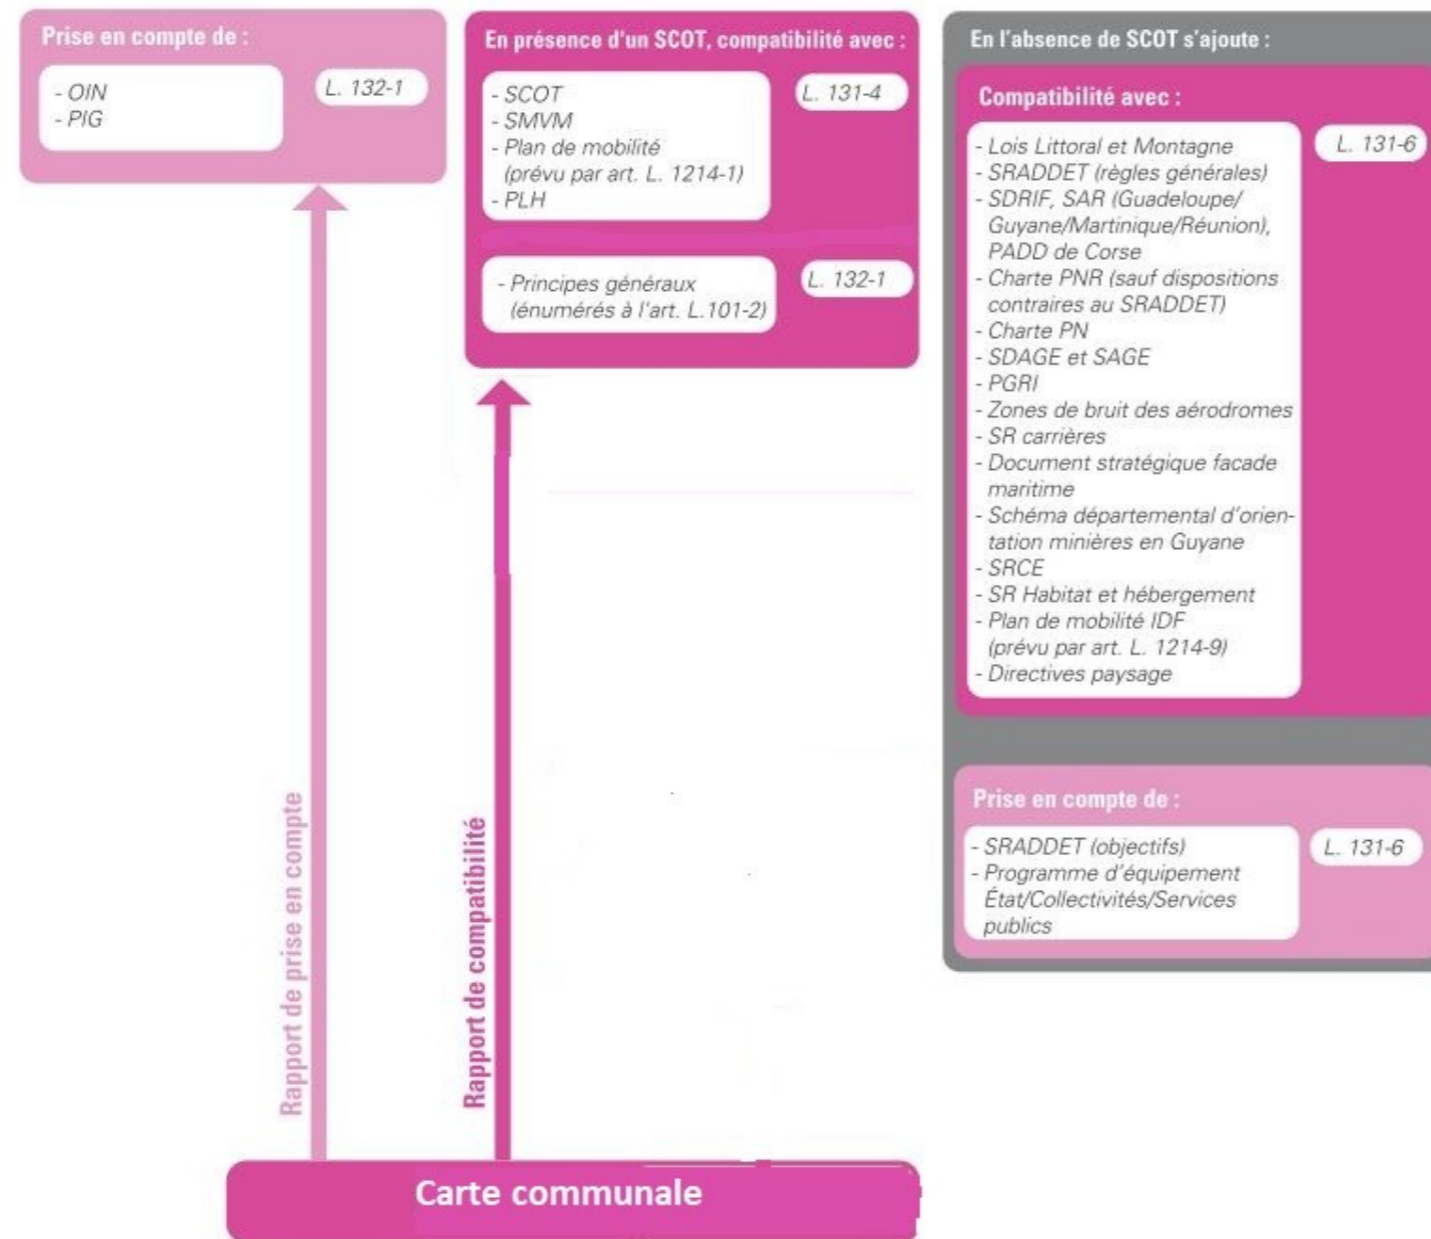 Prise en compte de :
- OIN
- PIG
L. 132-1
En présence d'un SCOT, compatibilité avec :
- SCOT
- SMVM
- Plan de mobilité
(prévu par art. L. 1214-1)
- PLH
L. 131-4
- Principes généraux
(énumérés à l'art. L.101-2)
L. 132-1
En l'absence de SCOT s'ajoute :
Compatibilité avec :
- Lois Littoral et Montagne
- SRADDET (règles générales)
- SDRIF, SAR (Guadeloupe/
Guyane/Martinique/Réunion),
PADD de Corse
- Charte PNR (sauf dispositions
contraires au SRADDET)
- Charte PN
- SDAGE et SAGE
- PGRI
- Zones de bruit des aérodromes
- SR carrières
- Document stratégique facade
maritime
- Schéma départemental d'orien-
tation minières en Guyane
- SRCE
- SR Habitat et hébergement
- Plan de mobilité IDF
(prévu par art. L. 1214-9)
- Directives paysage
L. 131-6
Prise en compte de :
- SRADDET (objectifs)
- Programme d'équipement
État/Collectivités/Services
publics
L. 131-6
Rapport de prise en compte
Rapport de compatibilité
Carte communale